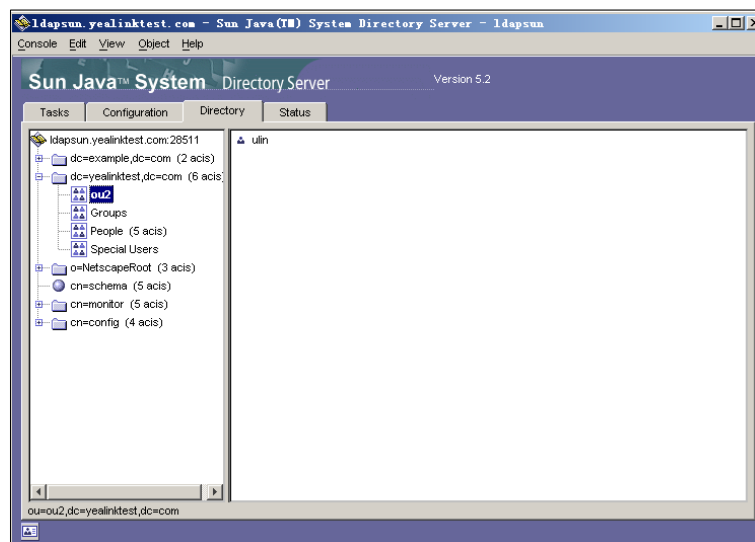 ldapsun.yealinktest.com - Sun Java(TM) System Directory Server - ldapsun
Console Edit View Object Help
Sun Java™ System Directory Server
Version 5.2
Tasks Configuration Directory Status
ldapsun.yealinktest.com:28511
dc=example,dc=com (2 acis)
dc=yealinktest,dc=com (6 acis)
ou2
Groups
People (5 acis)
Special Users
o=NetscapeRoot (3 acis)
cn=schema (5 acis)
cn=monitor (5 acis)
cn=config (4 acis)
ulin
ou=ou2,dc=yealinktest,dc=com